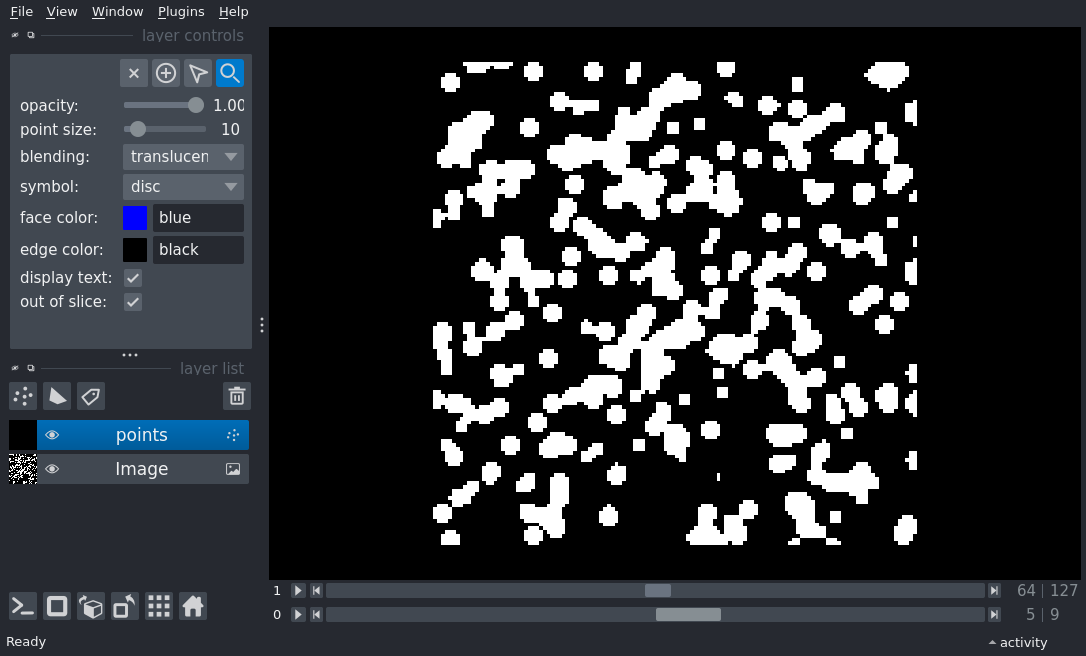 File View Window Plugins Help
layer controls
opacity: 1.00
point size: 10
blending: translucen
symbol: disc
face color: blue
edge color: black
display text:
out of slice:
layer list
points
Image
1 64 127
0 5 9
Ready activity